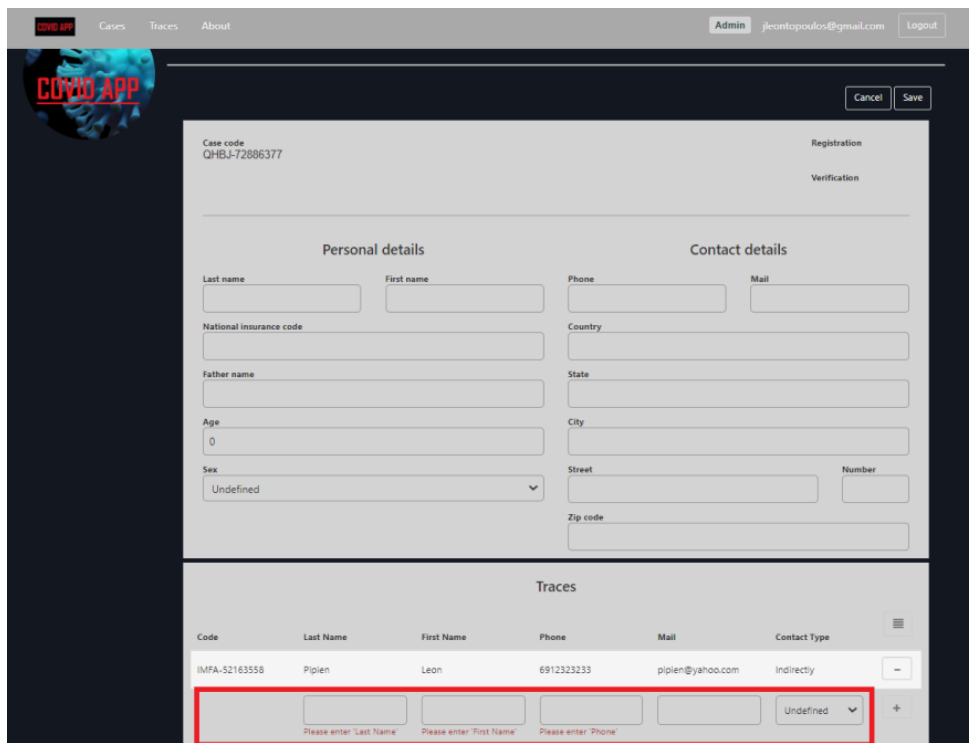 COVID APP Cases Traces About Admin jleontopoulos@gmail.com Logout
COVID APP
Cancel Save
Case code Registration
QHBJ-72886377
Verification
Personal details Contact details
Last name First name Phone Mail
National insurance code Country
Father name State
Age City
0
Sex Street Number
Undefined
Zip code
Traces
Code Last Name First Name Phone Mail Contact Type
IMFA-52163558 Pipien Leon 6912323233 pipien@yahoo.com Indirectly −
Undefined +
Please enter 'Last Name' Please enter 'First Name' Please enter 'Phone'